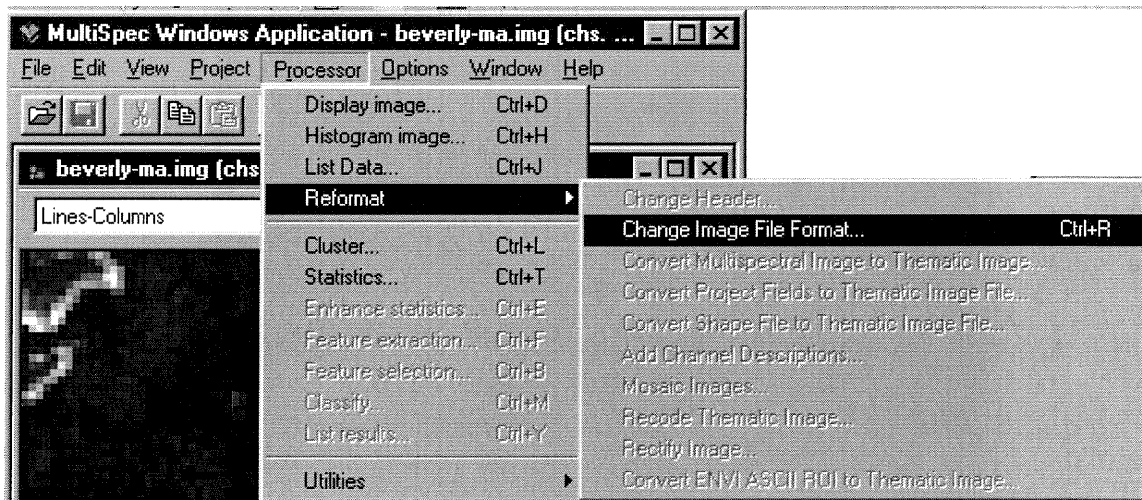 MultiSpec Windows Application - beverly-ma.img (chs. ...
File Edit View Project Processor Options Window Help
Display image... Ctrl+D
Histogram image... Ctrl+H
List Data... Ctrl+J
Reformat
Cluster... Ctrl+L
Statistics... Ctrl+T
Enhance statistics... Ctrl+E
Feature extraction... Ctrl+F
Feature selection... Ctrl+B
Classify... Ctrl+M
List results... Ctrl+Y
Utilities
beverly-ma.img (chs
Lines-Columns
Change Header...
Change Image File Format... Ctrl+R
Convert Multispectral Image to Thematic Image...
Convert Project Fields to Thematic Image File...
Convert Shape File to Thematic Image File...
Add Channel Descriptions...
Mosaic Images...
Recode Thematic Image...
Rectify Image...
Convert ENVI ASCII ROI to Thematic Image...